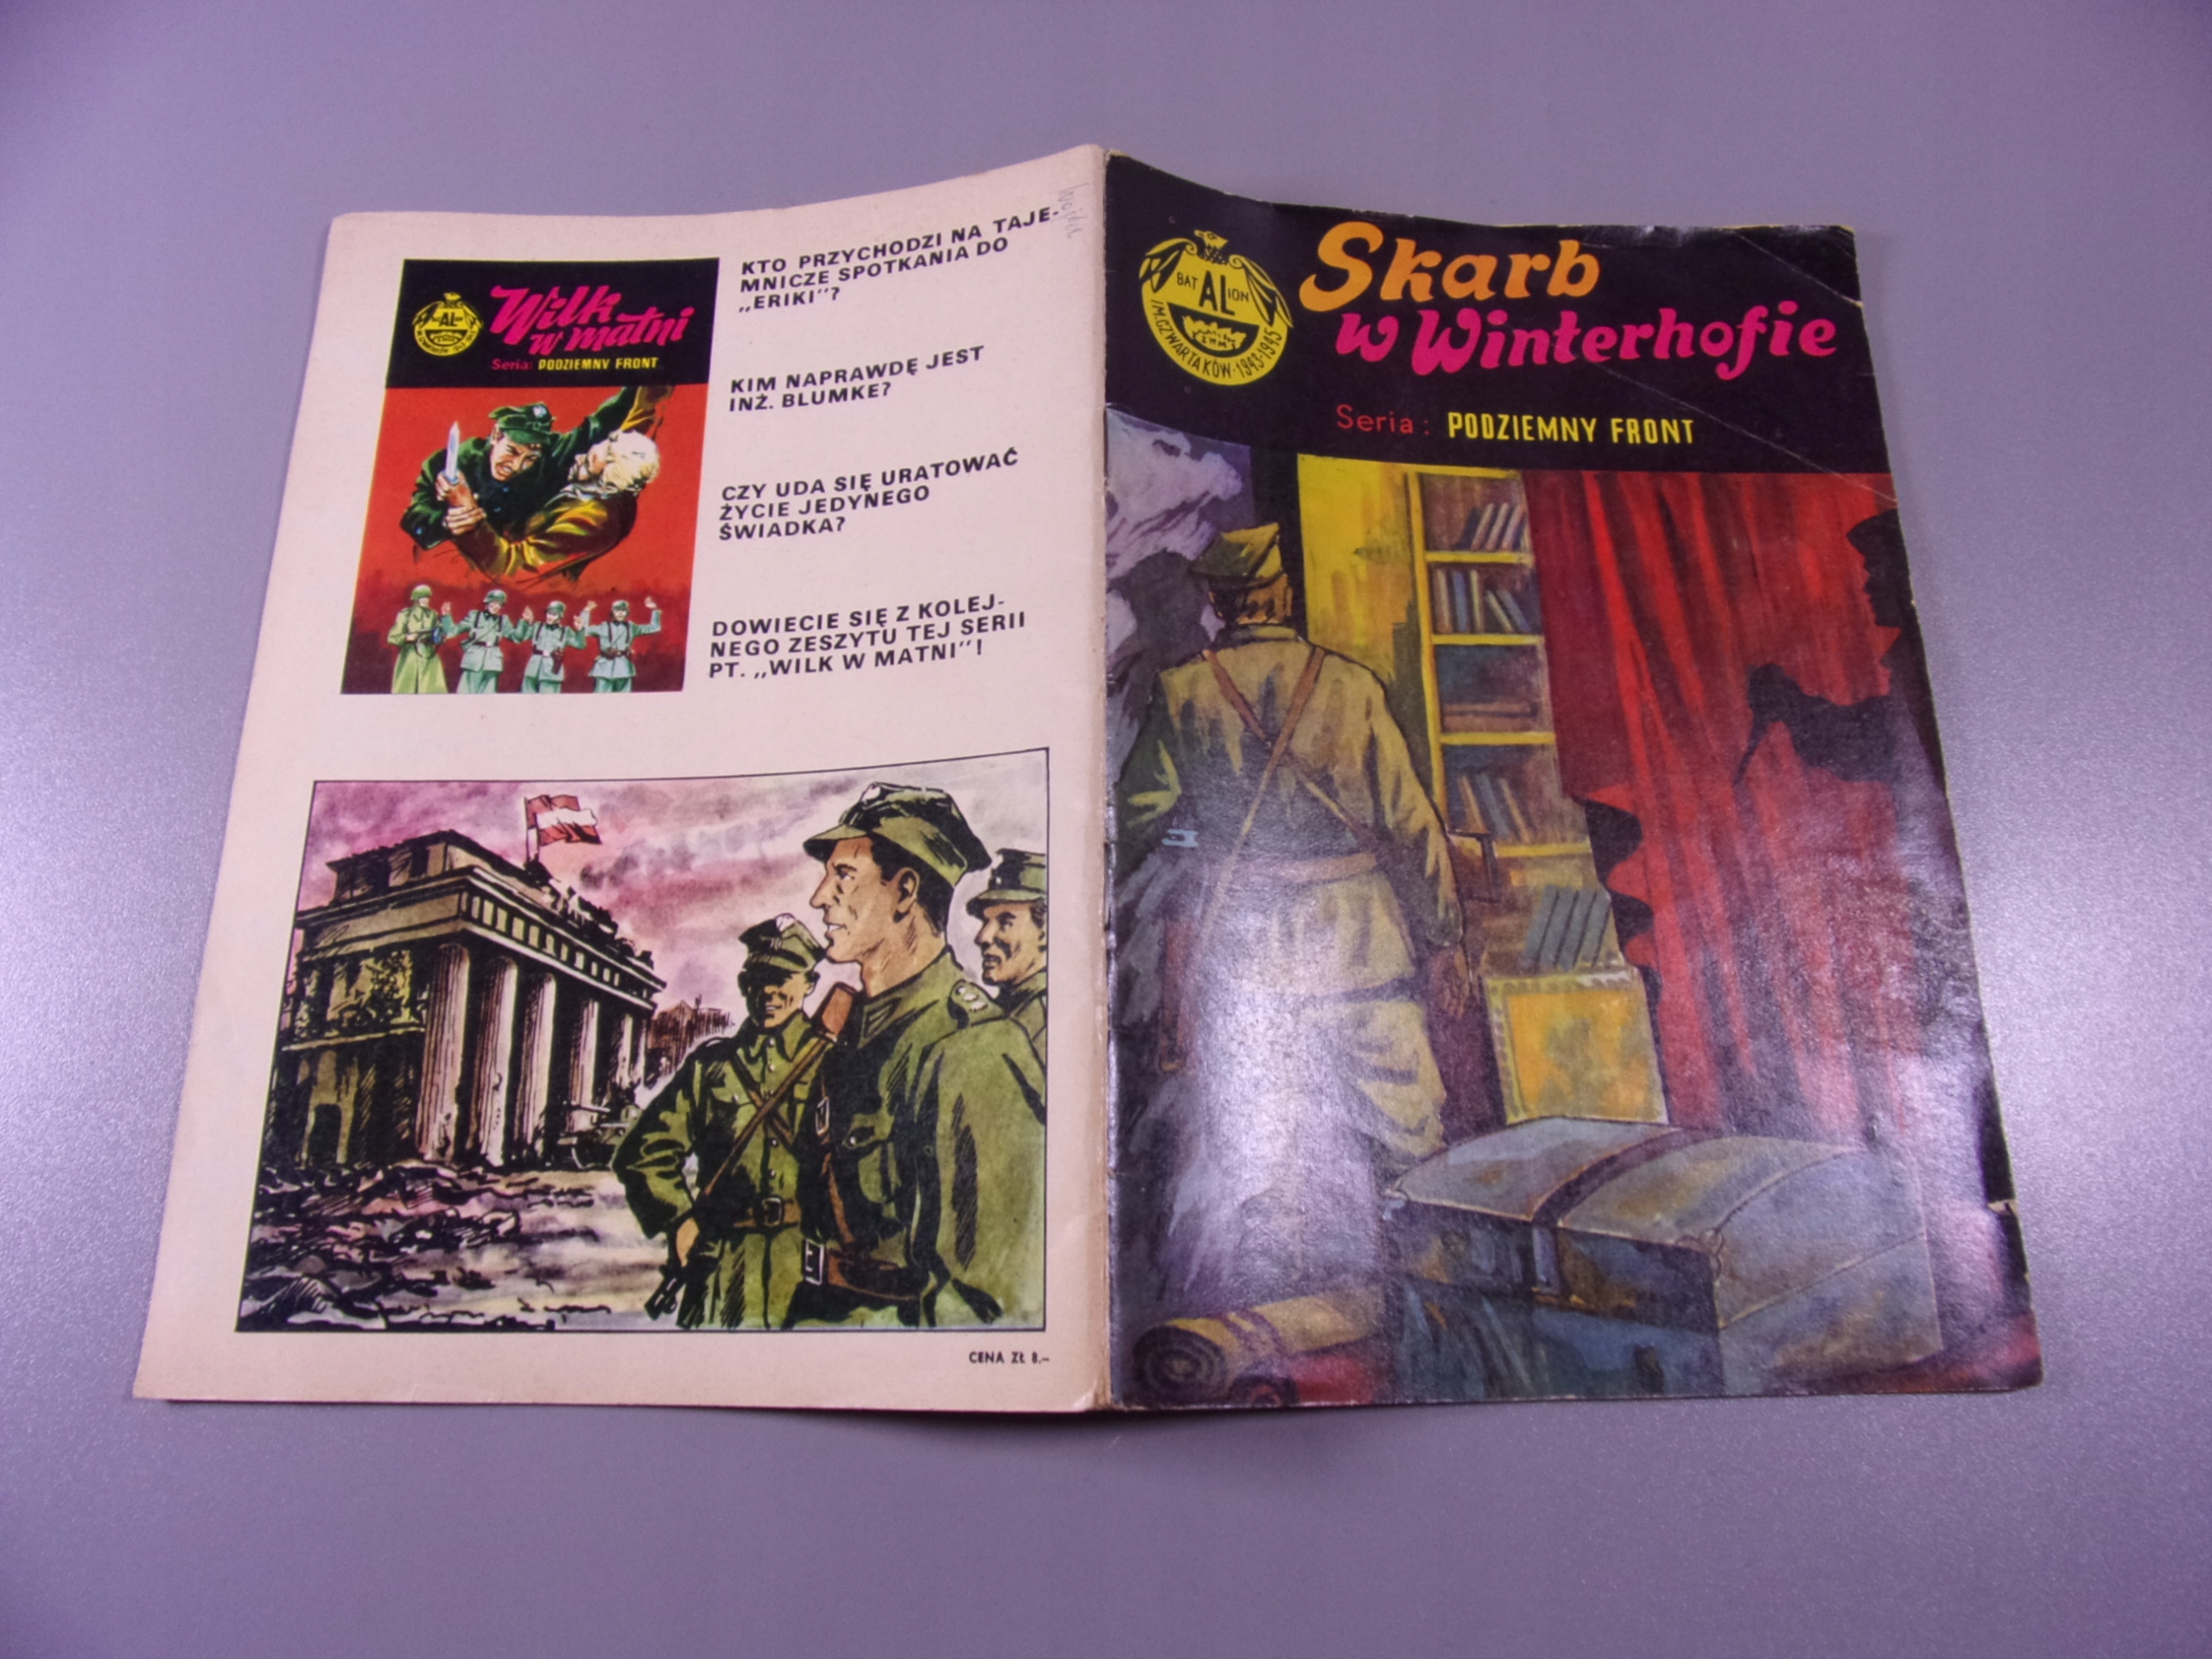 Wilk
w matni
Seria: PODZIEMNY FRONT
AL
KTO PRZYCHODZI NA TAJE-
MNICZE SPOTKANIA DO
„ERIKI"?
KIM NAPRAWDĘ JEST
INŻ. BLUMKE?
CZY UDA SIĘ URATOWAĆ
ŻYCIE JEDYNEGO
ŚWIADKA?
DOWIECIE SIĘ Z KOLEJ-
NEGO ZESZYTU TEJ SERII
PT. „WILK W MATNI"!
CENA ZŁ 8.—
BAT AL ION
IM. CZWARTAKÓW·1943-1945
Skarb
w Winterhofie
Seria: PODZIEMNY FRONT